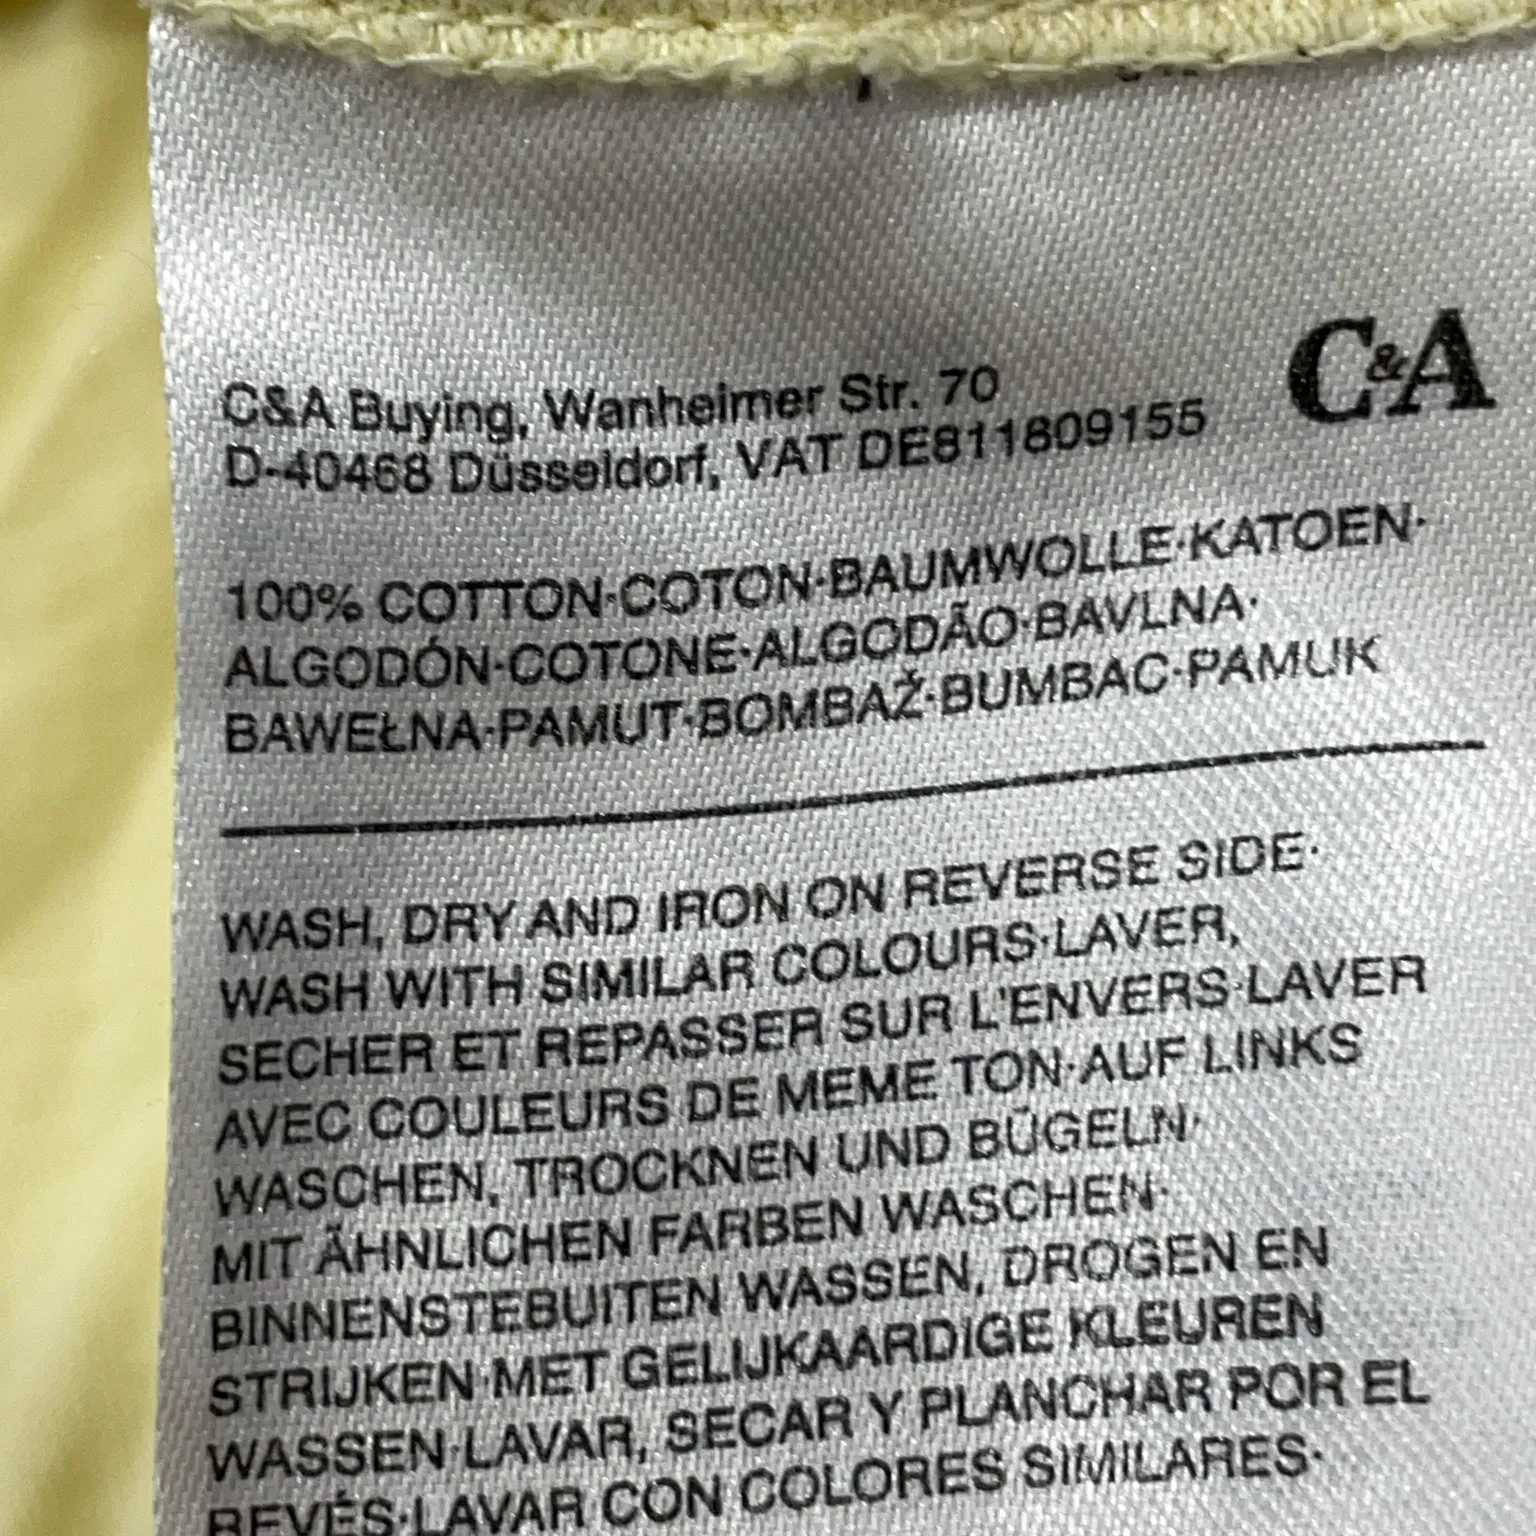 C&A
C&A Buying, Wanheimer Str. 70
D-40468 Düsseldorf, VAT DE811809155
100% COTTON·COTON·BAUMWOLLE·KATOEN·
ALGODÓN·COTONE·ALGODÃO·BAVLNA·
BAWEŁNA·PAMUT·BOMBAŽ·BUMBAC·PAMUK
WASH, DRY AND IRON ON REVERSE SIDE·
WASH WITH SIMILAR COLOURS·LAVER,
SECHER ET REPASSER SUR L'ENVERS·LAVER
AVEC COULEURS DE MEME TON·AUF LINKS
WASCHEN, TROCKNEN UND BÜGELN·
MIT ÄHNLICHEN FARBEN WASCHEN·
BINNENSTEBUITEN WASSEN, DROGEN EN
STRIJKEN·MET GELIJKAARDIGE KLEUREN
WASSEN·LAVAR, SECAR Y PLANCHAR POR EL
REVÉS·LAVAR CON COLORES SIMILARES·